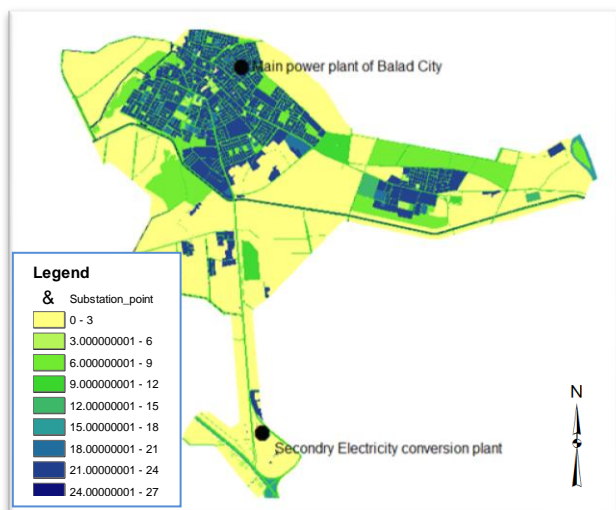 Main power plant of Balad City
Legend
& Substation_point
0 - 3
3.000000001 - 6
6.000000001 - 9
9.000000001 - 12
12.00000001 - 15
15.00000001 - 18
18.00000001 - 21
21.00000001 - 24
24.00000001 - 27
N
Secondry Electricity conversion plant